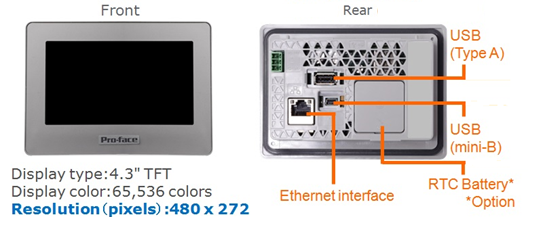 Front
Rear
Pro-face
USB
(Type A)
USB
(mini-B)
Ethernet interface
RTC Battery*
*Option
Display type:4.3" TFT
Display color:65,536 colors
Resolution(pixels):480 x 272